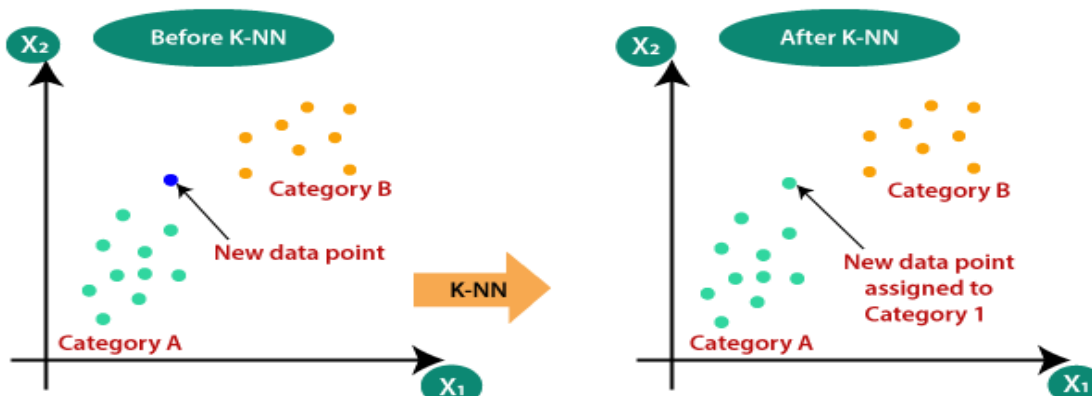 Before K-NN
X₂
Category B
New data point
Category A
X₁
K-NN
After K-NN
X₂
Category B
New data point
assigned to
Category 1
Category A
X₁